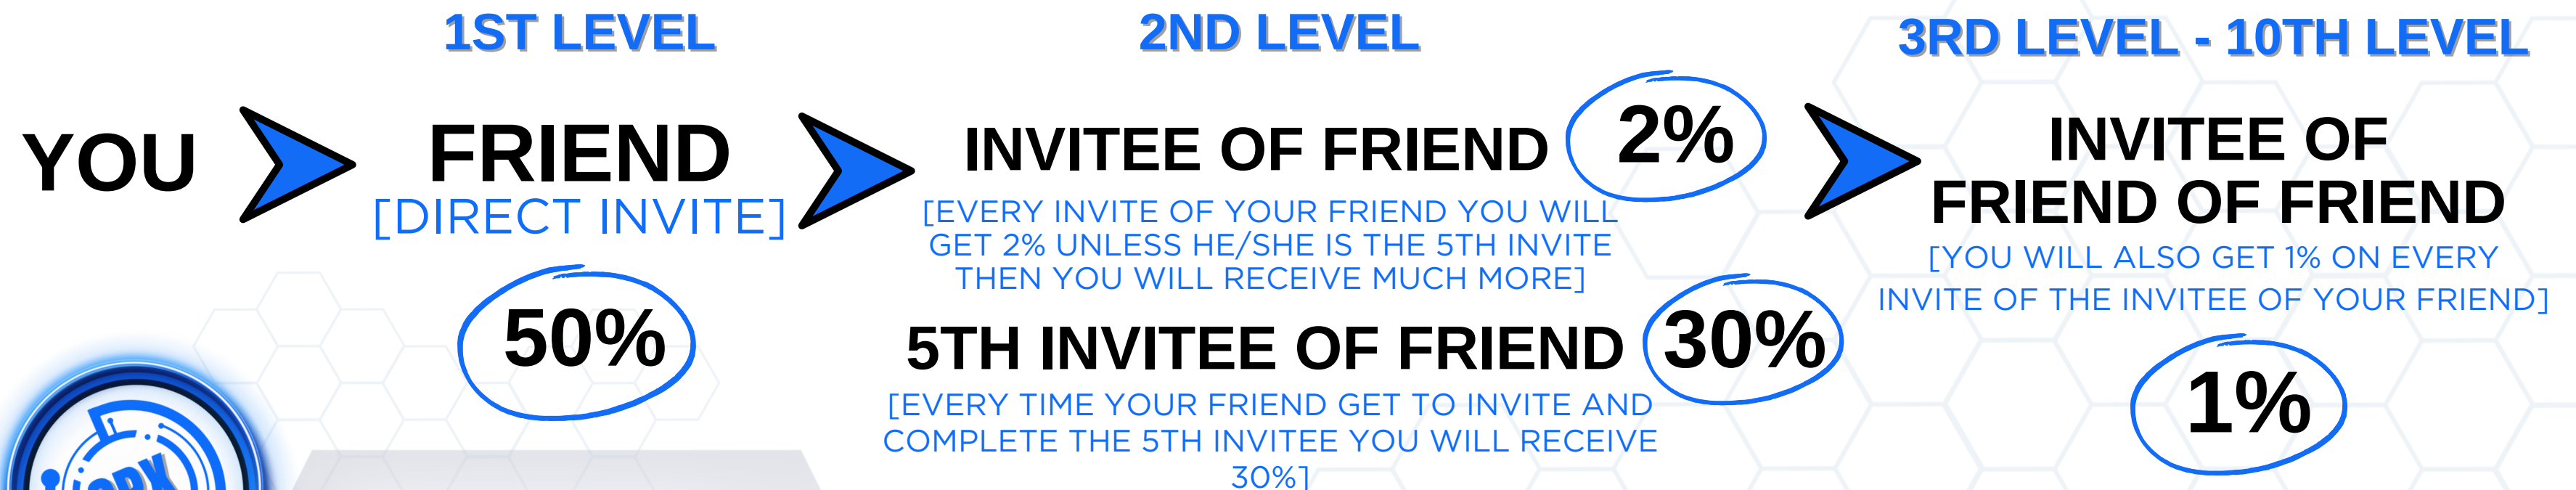 1ST LEVEL
2ND LEVEL
3RD LEVEL - 10TH LEVEL
YOU
FRIEND
[DIRECT INVITE]
50%
INVITEE OF FRIEND 2%
[EVERY INVITE OF YOUR FRIEND YOU WILL
GET 2% UNLESS HE/SHE IS THE 5TH INVITE
THEN YOU WILL RECEIVE MUCH MORE]
5TH INVITEE OF FRIEND 30%
[EVERY TIME YOUR FRIEND GET TO INVITE AND
COMPLETE THE 5TH INVITEE YOU WILL RECEIVE
30%]
INVITEE OF
FRIEND OF FRIEND
[YOU WILL ALSO GET 1% ON EVERY
INVITE OF THE INVITEE OF YOUR FRIEND]
1%